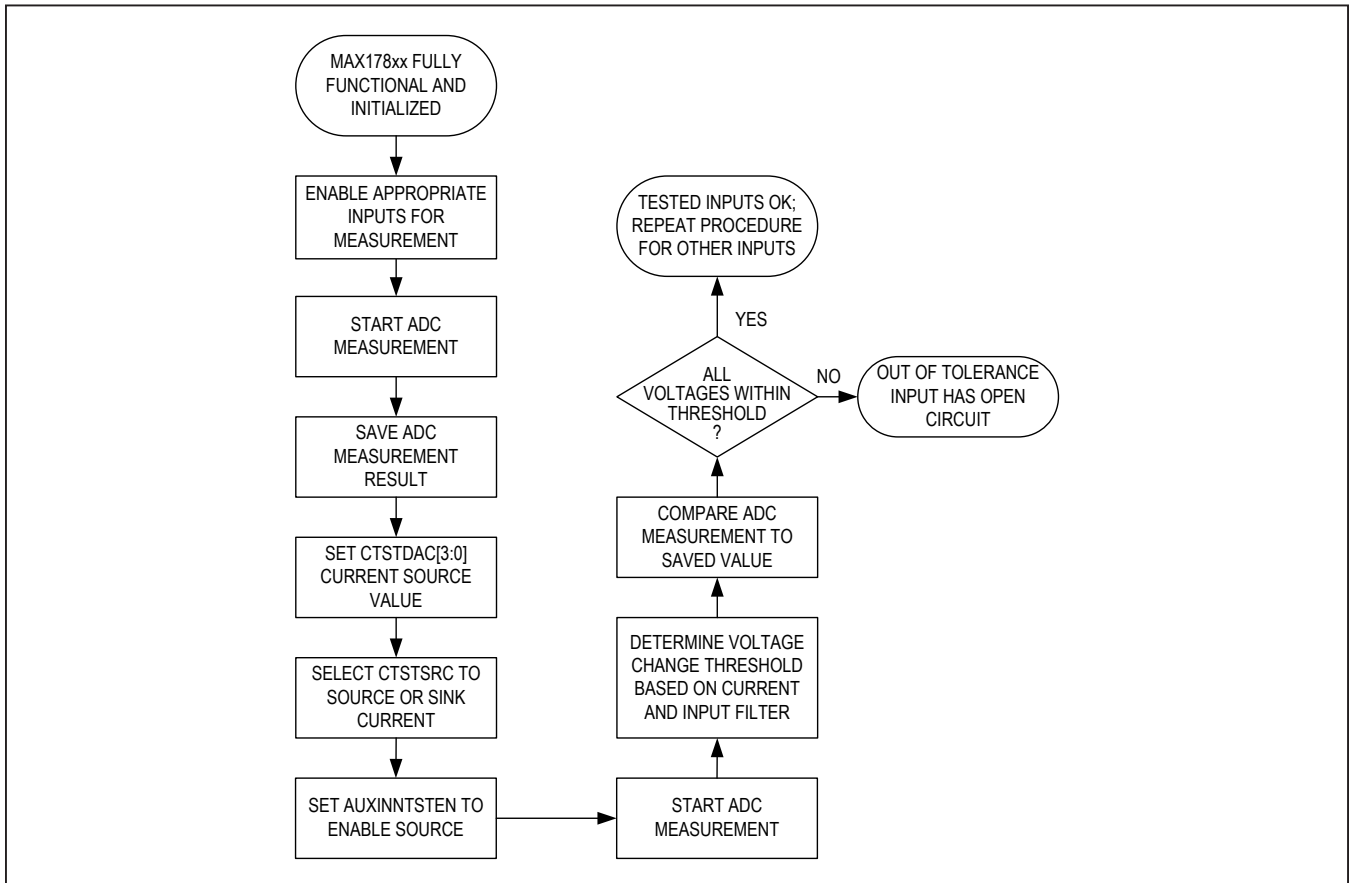 MAX178xx FULLY
FUNCTIONAL AND
INITIALIZED
ENABLE APPROPRIATE
INPUTS FOR
MEASUREMENT
START ADC
MEASUREMENT
SAVE ADC
MEASUREMENT
RESULT
SET CTSTDAC[3:0]
CURRENT SOURCE
VALUE
SELECT CTSTSRC TO
SOURCE OR SINK
CURRENT
SET AUXINNTSTEN TO
ENABLE SOURCE
START ADC
MEASUREMENT
DETERMINE VOLTAGE
CHANGE THRESHOLD
BASED ON CURRENT
AND INPUT FILTER
COMPARE ADC
MEASUREMENT TO
SAVED VALUE
ALL
VOLTAGES WITHIN
THRESHOLD
?
YES
TESTED INPUTS OK;
REPEAT PROCEDURE
FOR OTHER INPUTS
NO
OUT OF TOLERANCE
INPUT HAS OPEN
CIRCUIT